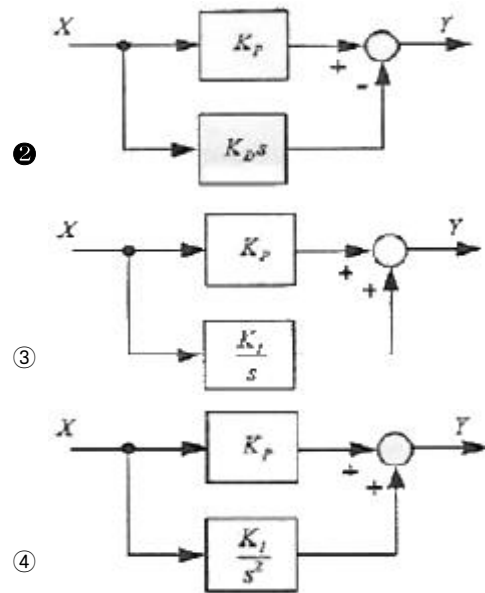 X K_P + Y
-
❷ K_D s
X K_P + Y
+
③ K_I/s
X K_P + Y
+
④ K_I/s²